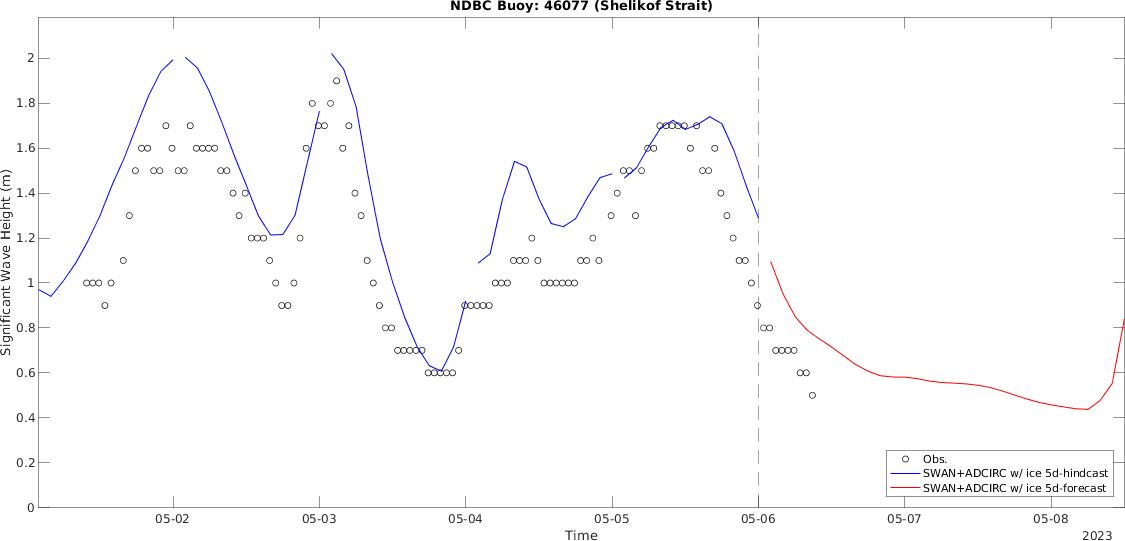 NDBC Buoy: 46077 (Shelikof Strait)
2
1.8
1.6
1.4
1.2
1
0.8
0.6
0.4
0.2
0
Significant Wave Height (m)
Obs.
SWAN+ADCIRC w/ ice 5d-hindcast
SWAN+ADCIRC w/ ice 5d-forecast
05-02 05-03 05-04 05-05 05-06 05-07 05-08
Time
2023